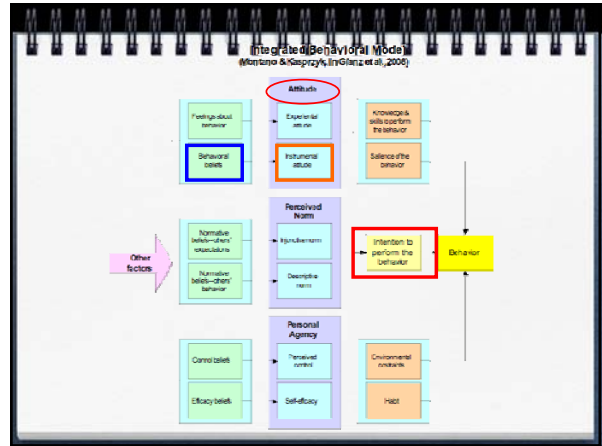 Integrated Behavioral Model
(Montano & Kasprzyk, in Glanz et al., 2008)
Attitude
Feelings about
behavior
Experiential
attitude
Knowledge &
skills to perform
the behavior
Behavioral
beliefs
Instrumental
attitude
Salience of the
behavior
Perceived
Norm
Normative
beliefs—others'
expectations
Injunctive norm
Intention to
perform the
behavior
Behavior
Other
factors
Normative
beliefs—others'
behavior
Descriptive
norm
Personal
Agency
Control beliefs
Perceived
control
Environmental
constraints
Efficacy beliefs
Self-efficacy
Habit